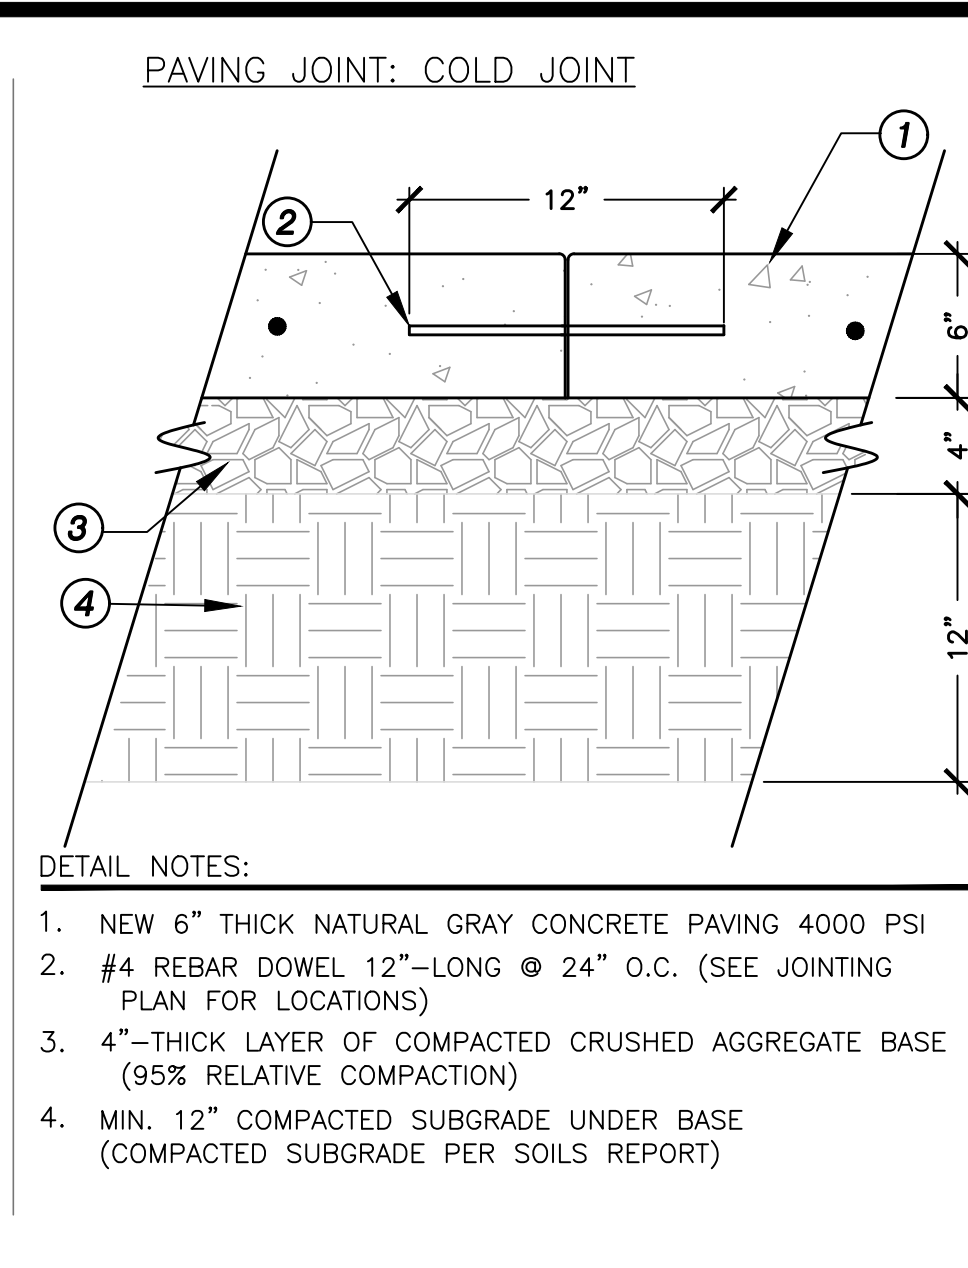 PAVING JOINT: COLD JOINT
1
12”
2
6”
4”
3
4
12”
DETAIL NOTES:
1. NEW 6” THICK NATURAL GRAY CONCRETE PAVING 4000 PSI
2. #4 REBAR DOWEL 12”–LONG @ 24” O.C. (SEE JOINTING
PLAN FOR LOCATIONS)
3. 4”–THICK LAYER OF COMPACTED CRUSHED AGGREGATE BASE
(95% RELATIVE COMPACTION)
4. MIN. 12” COMPACTED SUBGRADE UNDER BASE
(COMPACTED SUBGRADE PER SOILS REPORT)